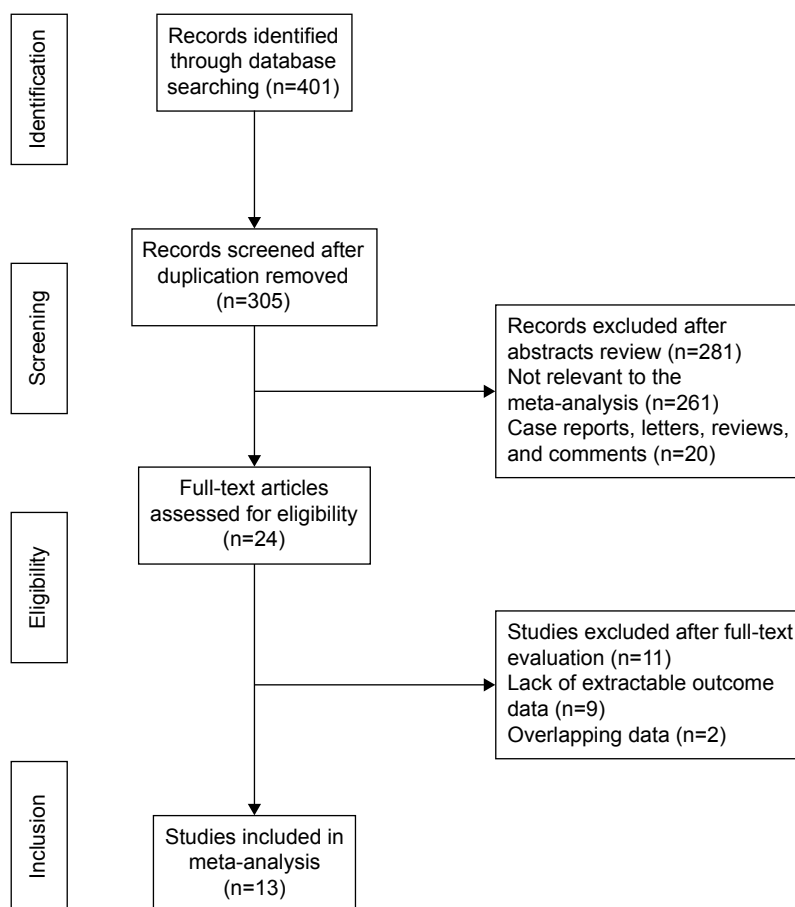 Identification
Records identified
through database
searching (n=401)
Screening
Records screened after
duplication removed
(n=305)
Records excluded after
abstracts review (n=281)
Not relevant to the
meta-analysis (n=261)
Case reports, letters, reviews,
and comments (n=20)
Eligibility
Full-text articles
assessed for eligibility
(n=24)
Studies excluded after full-text
evaluation (n=11)
Lack of extractable outcome
data (n=9)
Overlapping data (n=2)
Inclusion
Studies included in
meta-analysis
(n=13)